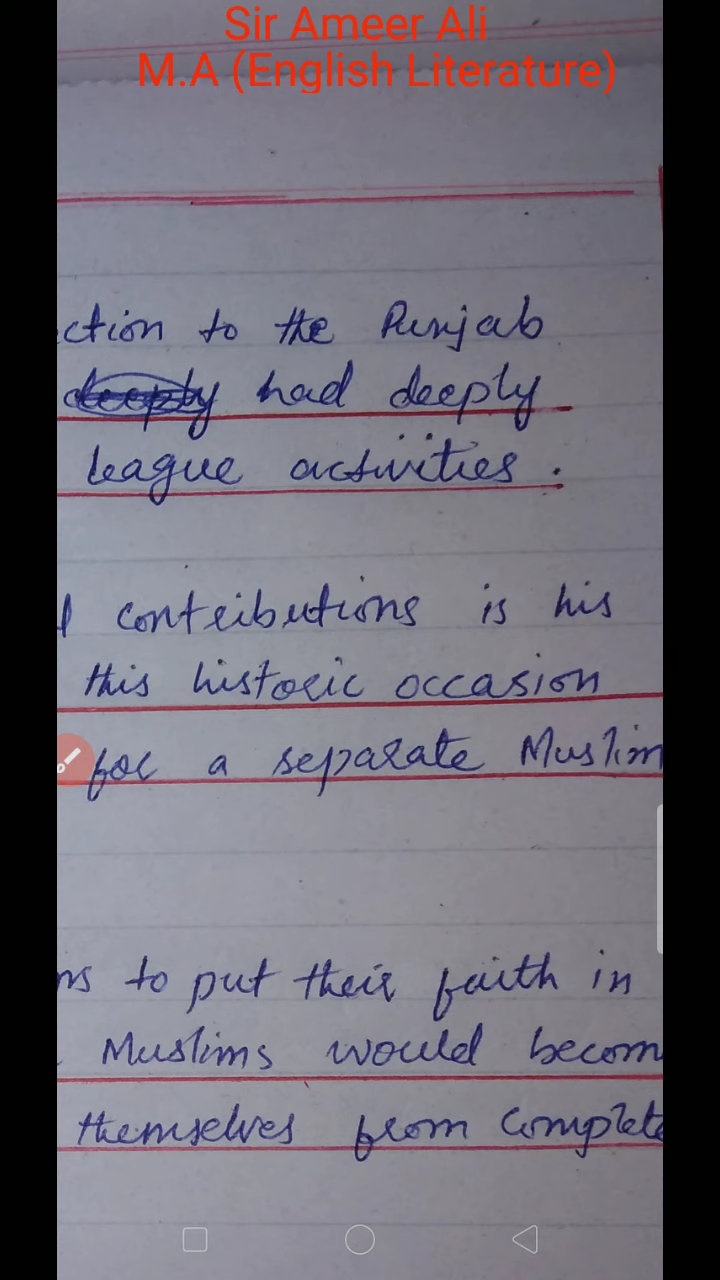 Sir Ameer Ali
M.A (English Literature)
ction to the Punjab
deeply had deeply
league activities.
l contributions is his
this historic occasion
for a separate Muslim
ns to put their faith in
. Muslims would becom
themselves from complete